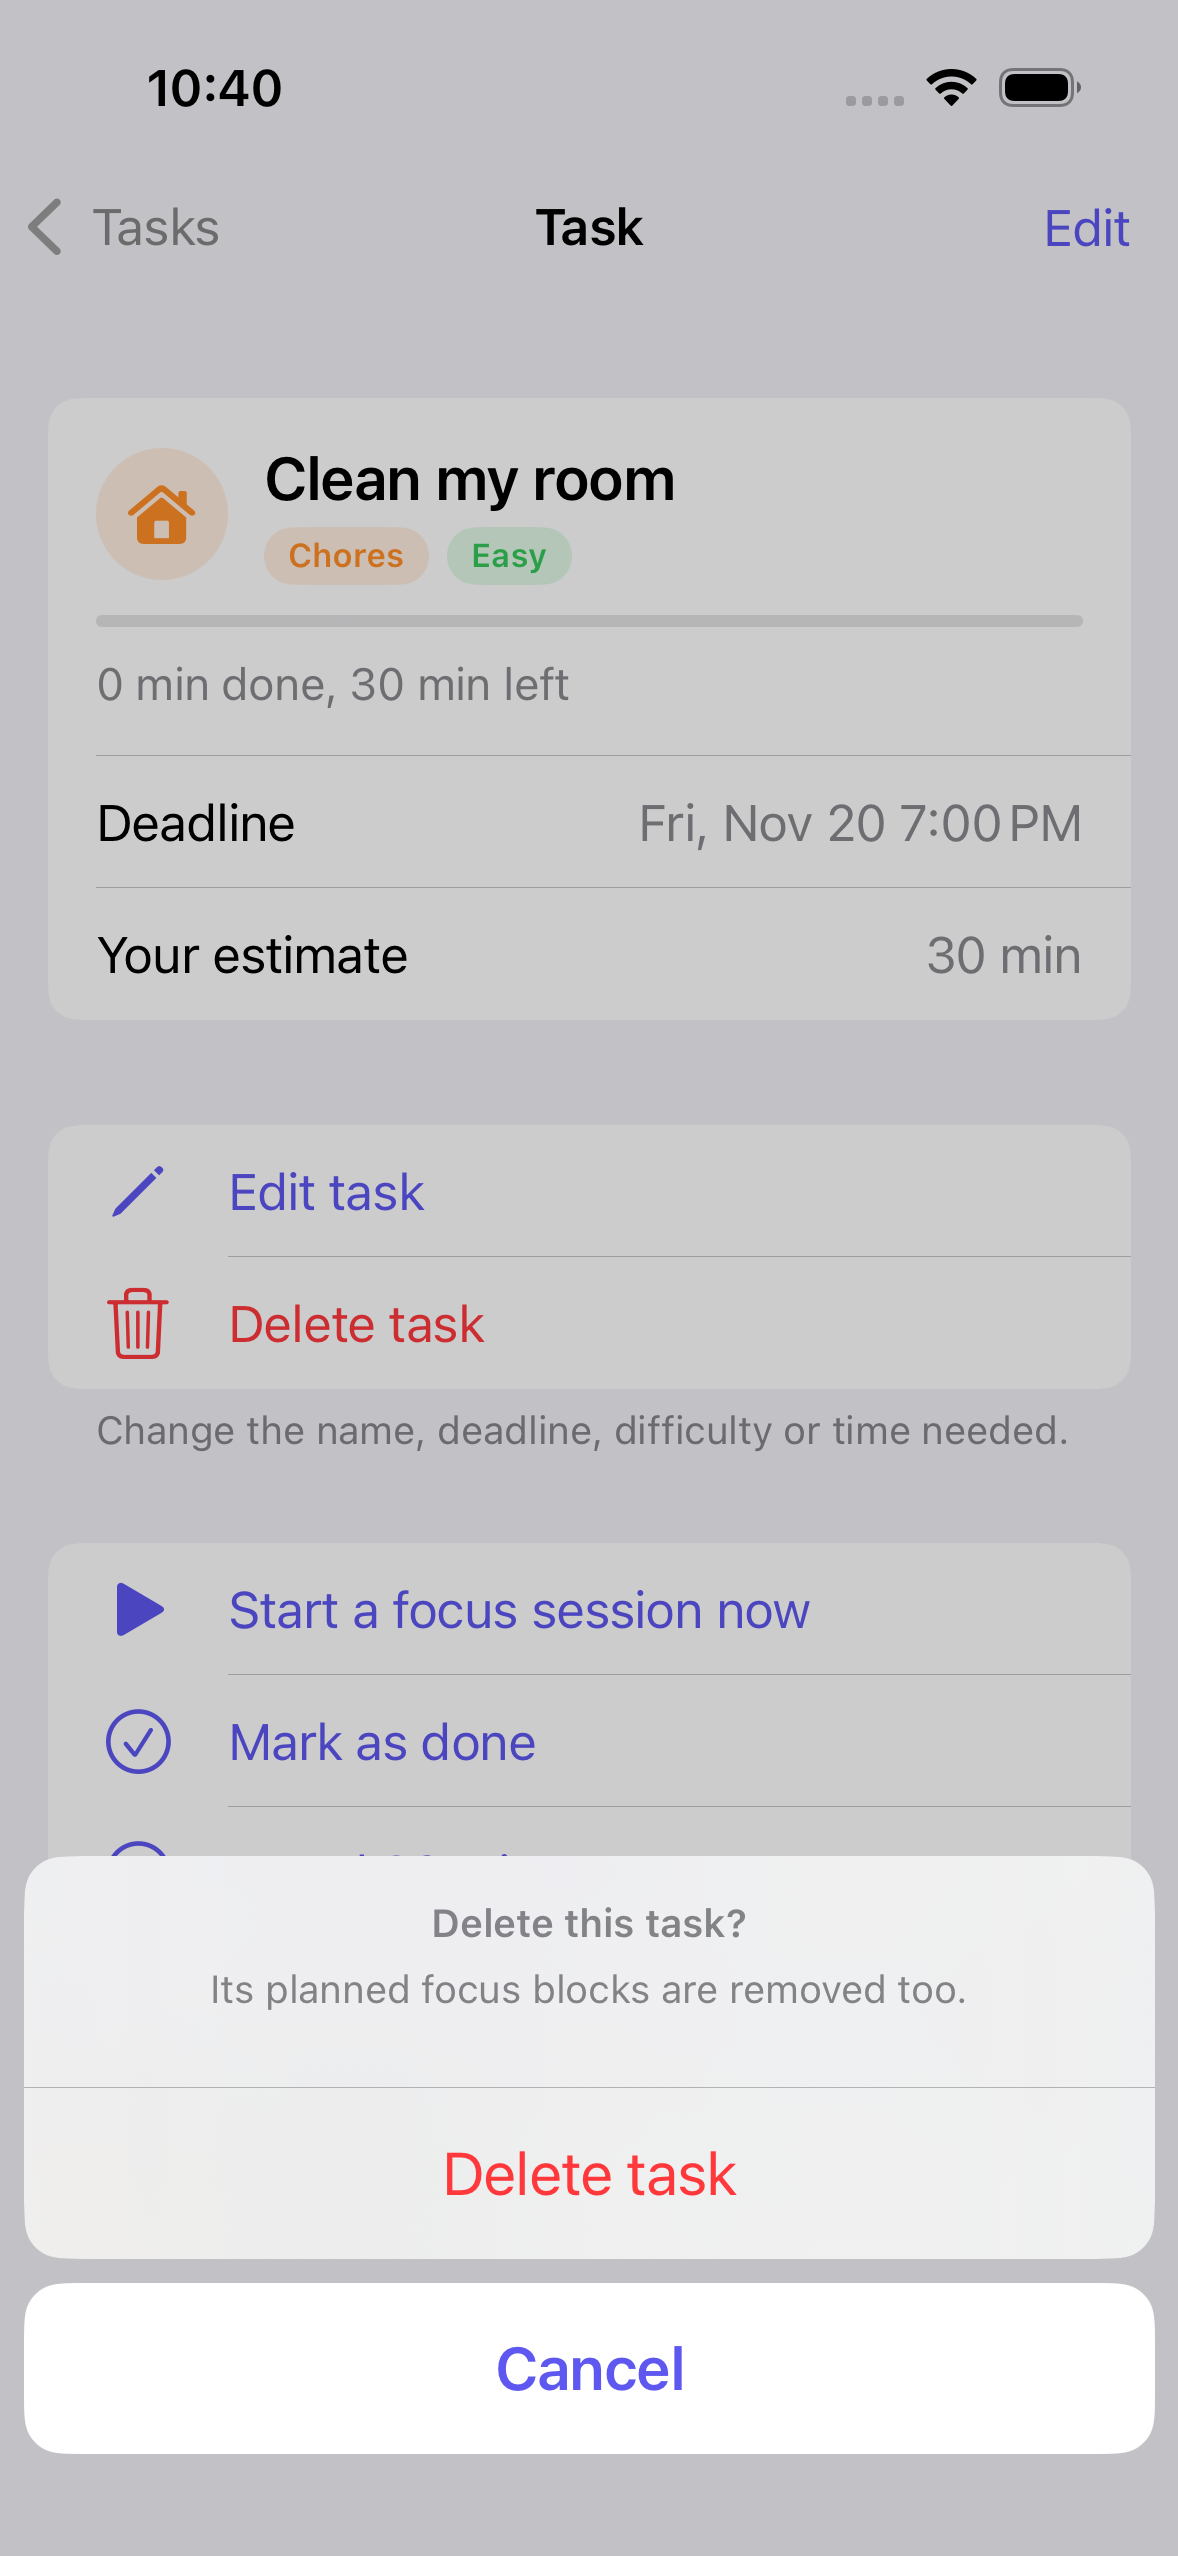 10:40
Tasks
Task
Edit
Clean my room
Chores
Easy
0 min done, 30 min left
Deadline
Fri, Nov 20 7:00 PM
Your estimate
30 min
Edit task
Delete task
Change the name, deadline, difficulty or time needed.
Start a focus session now
Mark as done
Delete this task?
Its planned focus blocks are removed too.
Delete task
Cancel